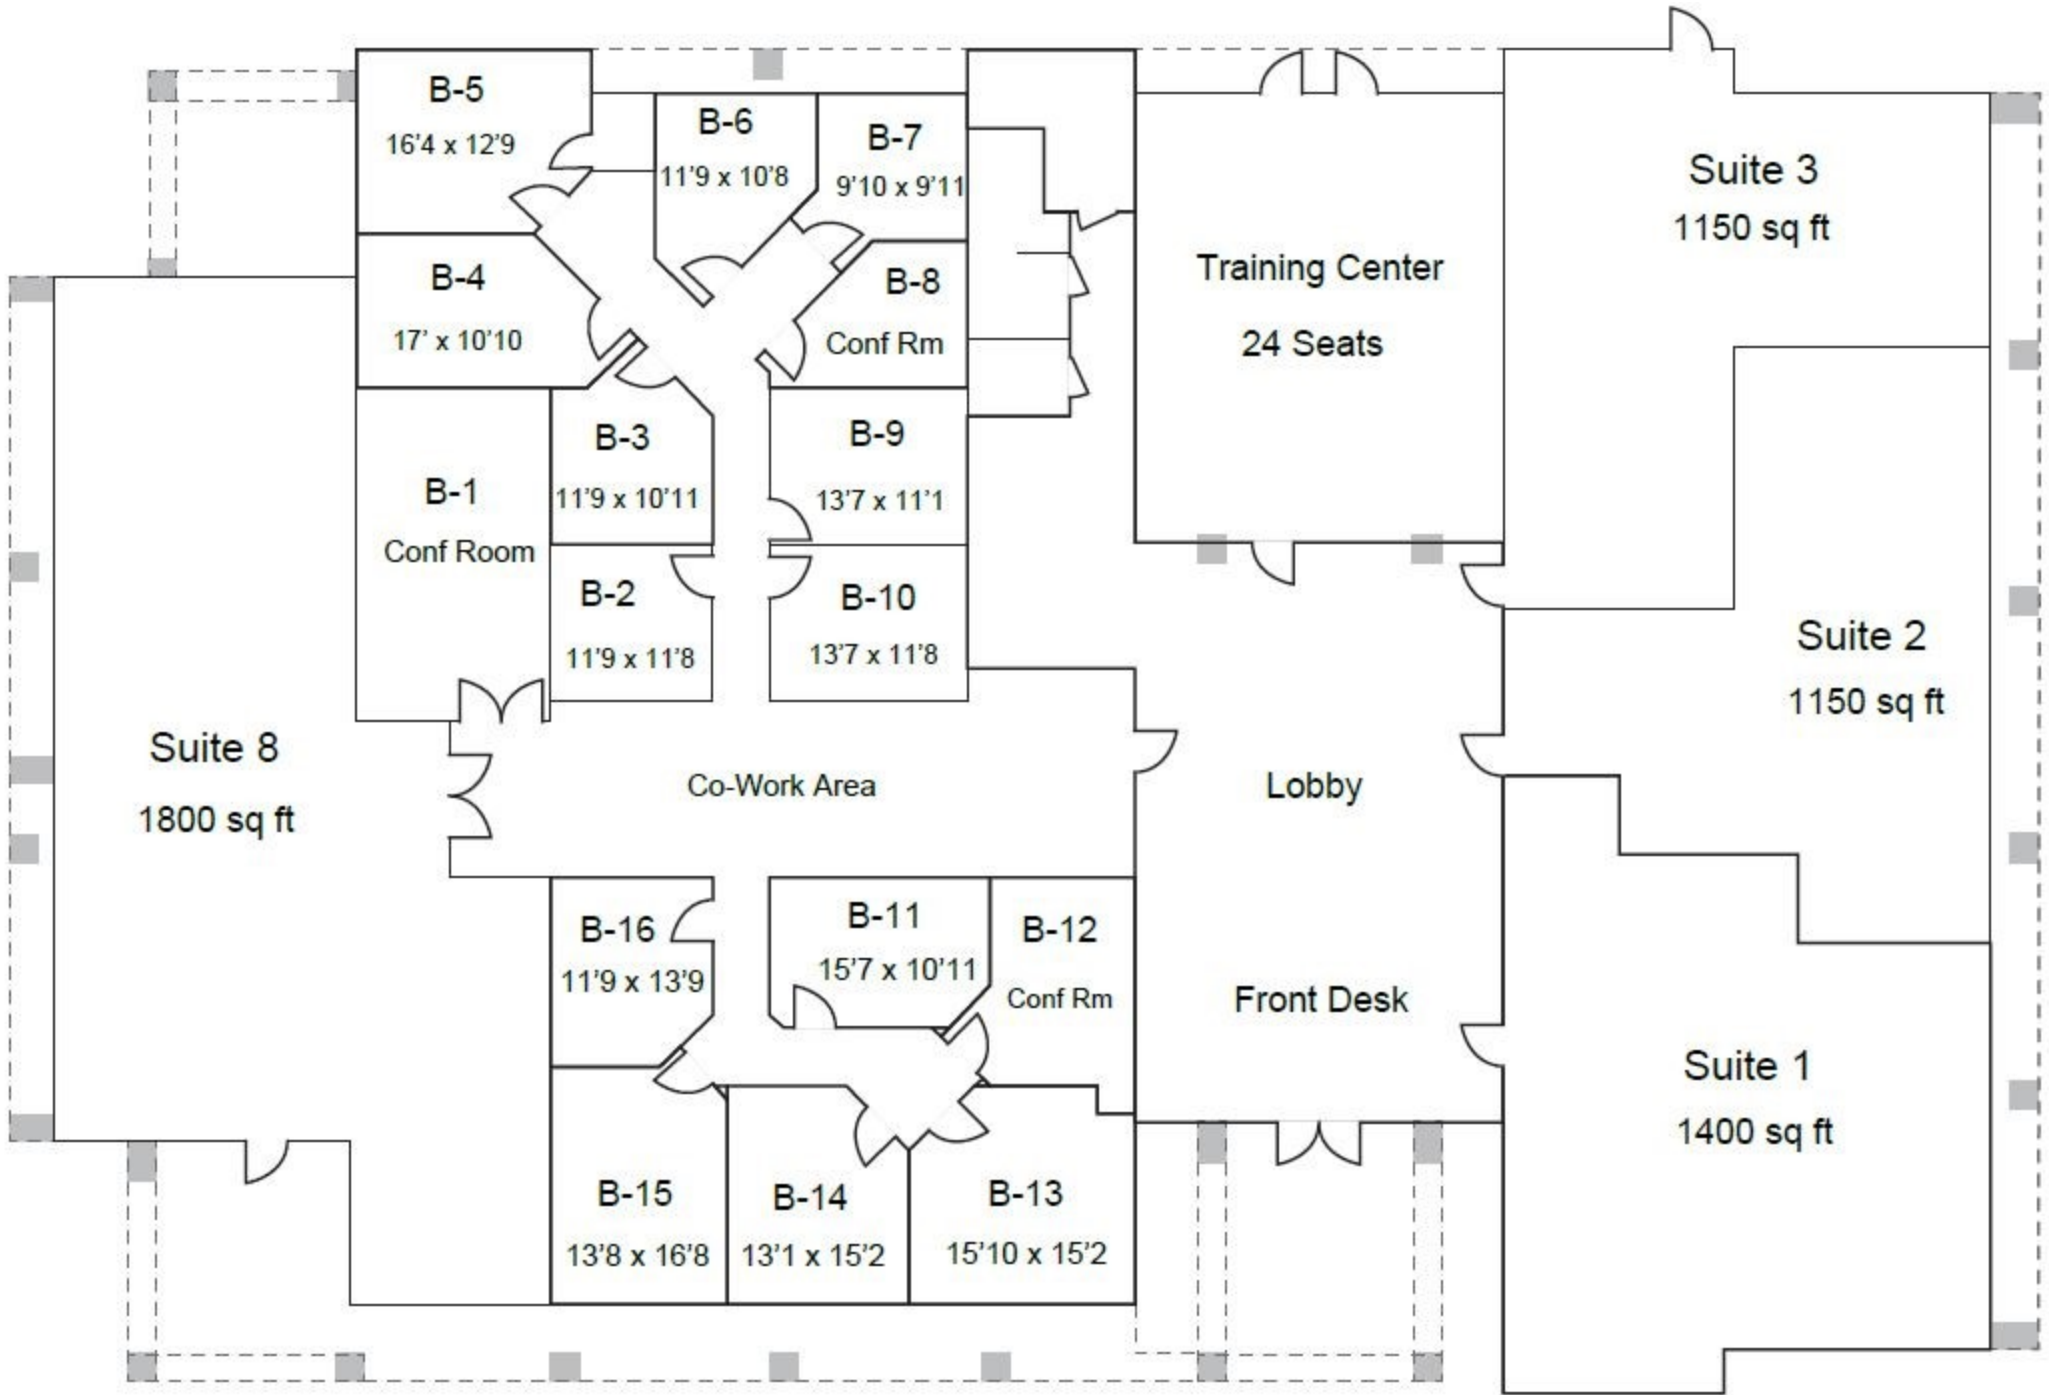 B-5
16'4 x 12'9
B-6
11'9 x 10'8
B-7
9'10 x 9'11
Suite 3
1150 sq ft
B-4
17' x 10'10
B-8
Conf Rm
Training Center
24 Seats
B-3
11'9 x 10'11
B-9
13'7 x 11'1
B-1
Conf Room
B-2
11'9 x 11'8
B-10
13'7 x 11'8
Suite 2
1150 sq ft
Suite 8
1800 sq ft
Co-Work Area
Lobby
B-16
11'9 x 13'9
B-11
15'7 x 10'11
B-12
Conf Rm
Front Desk
Suite 1
1400 sq ft
B-15
13'8 x 16'8
B-14
13'1 x 15'2
B-13
15'10 x 15'2